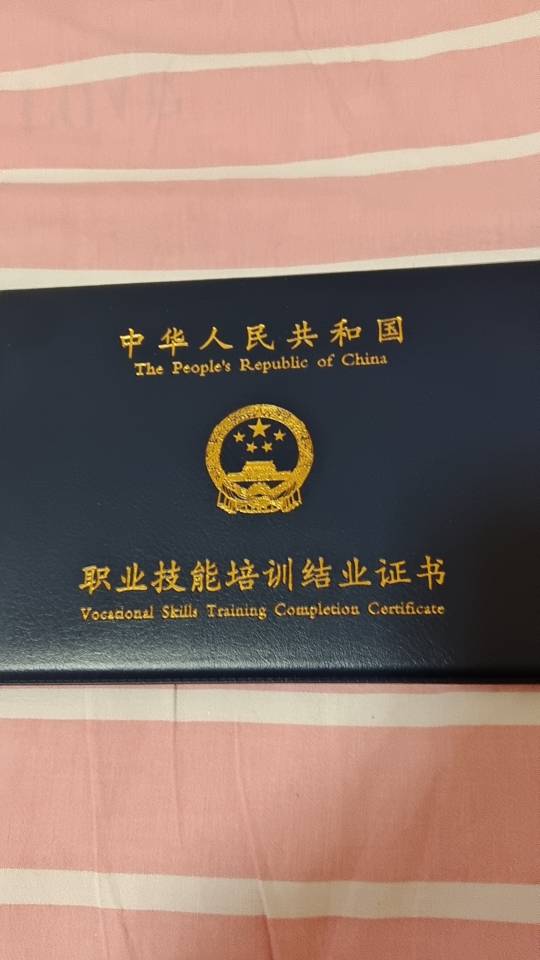 中华人民共和国
The People's Republic of China
职业技能培训结业证书
Vocational Skills Training Completion Certificate